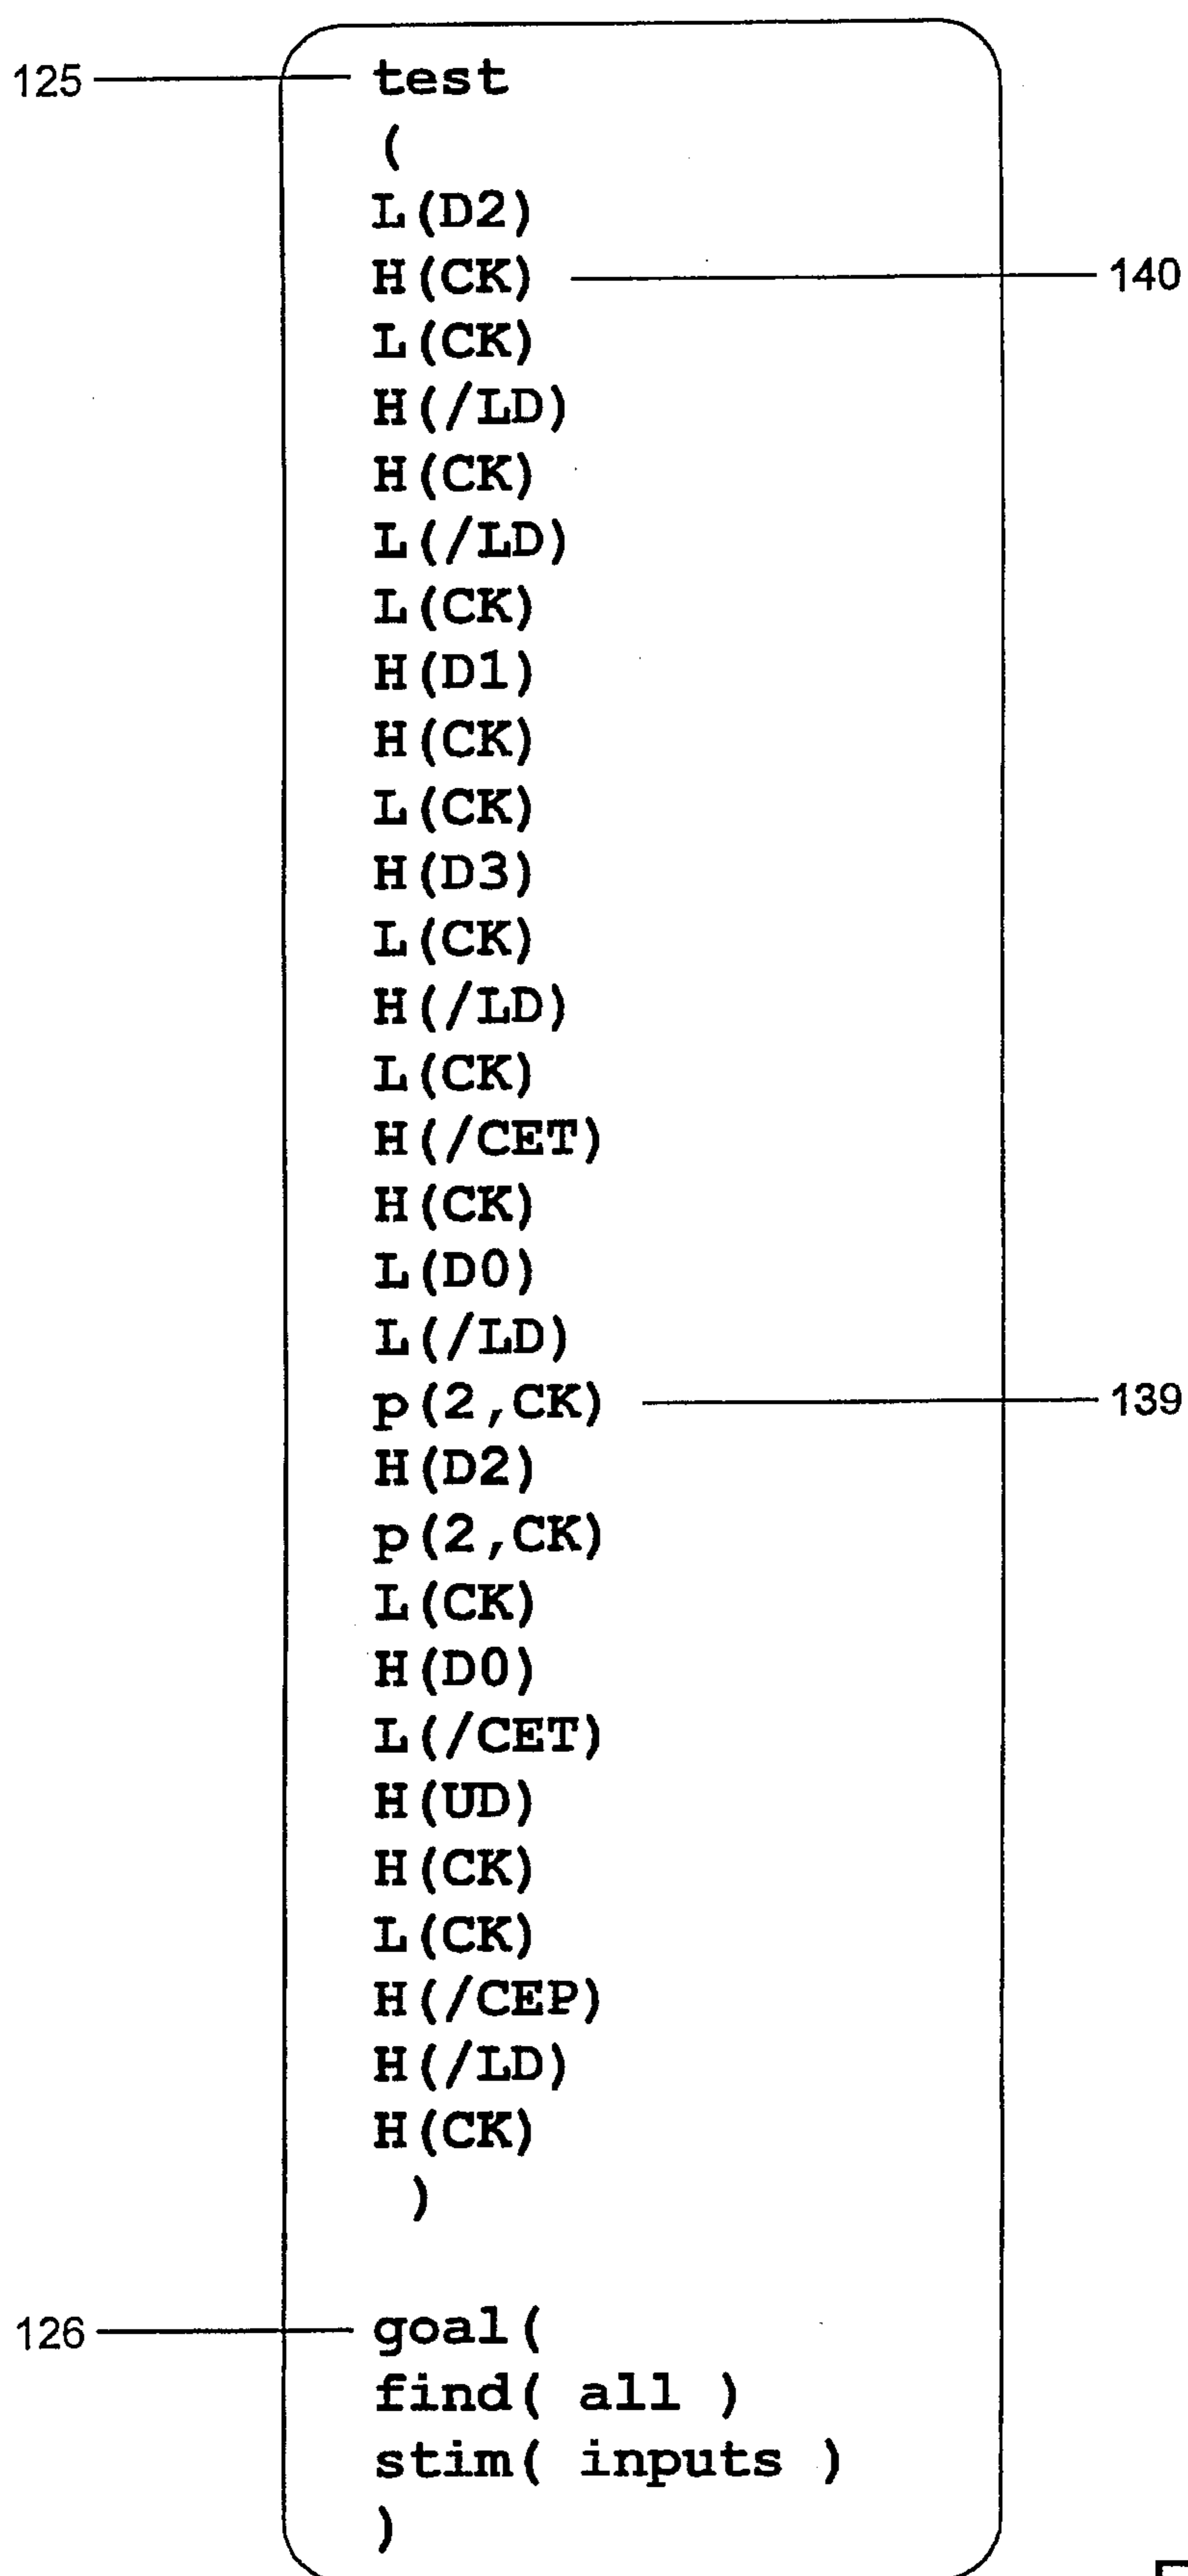 125 test
(
L(D2)
H(CK) 140
L(CK)
H(/LD)
H(CK)
L(/LD)
L(CK)
H(D1)
H(CK)
L(CK)
H(D3)
L(CK)
H(/LD)
L(CK)
H(/CET)
H(CK)
L(D0)
L(/LD)
p(2,CK) 139
H(D2)
p(2,CK)
L(CK)
H(D0)
L(/CET)
H(UD)
H(CK)
L(CK)
H(/CEP)
H(/LD)
H(CK)
)
126 goal(
find( all )
stim( inputs )
)